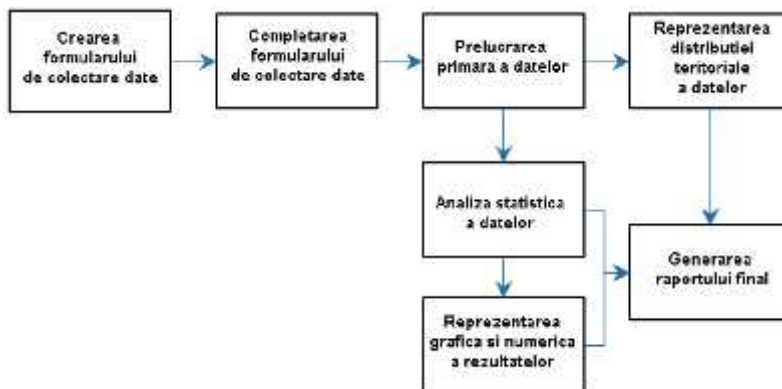 Crearea
formularului
de colectare date
Completarea
formularului
de colectare date
Prelucrarea
primara a datelor
Reprezentarea
distributiei
teritoriale
a datelor
Analiza statistica
a datelor
Generarea
raportului final
Reprezentarea
grafica si numerica
a rezultatelor